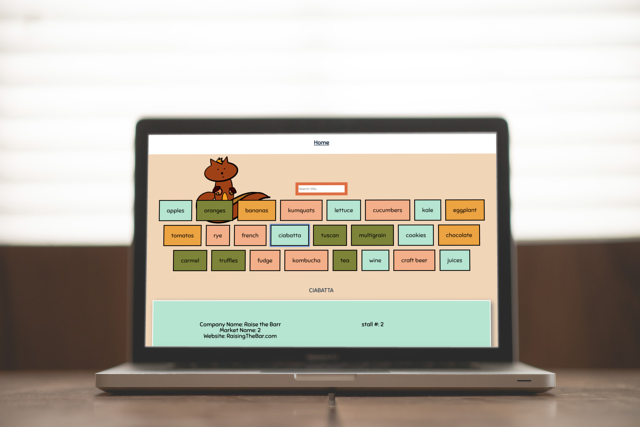 Home
apples oranges bananas kumquats lettuce cucumbers kale eggplant
tomatos rye french ciabatta tuscan multigrain cookies chocolate
carmel truffles fudge kombucha tea wine craft beer juices
CIABATTA
Company Name: Raise the Barr stall #: 2
Market Name: 2
Website: RaisingTheBar.com